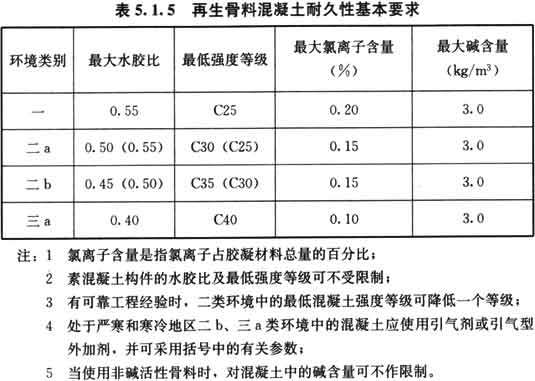 表 5.1.5 再生骨料混凝土耐久性基本要求
环境类别 最大水胶比 最低强度等级 最大氯离子含量（%） 最大碱含量（kg/m³）
一 0.55 C25 0.20 3.0
二 a 0.50（0.55） C30（C25） 0.15 3.0
二 b 0.45（0.50） C35（C30） 0.15 3.0
三 a 0.40 C40 0.10 3.0
注：1 氯离子含量是指氯离子占胶凝材料总量的百分比；
2 素混凝土构件的水胶比及最低强度等级可不受限制；
3 有可靠工程经验时，二类环境中的最低混凝土强度等级可降低一个等级；
4 处于严寒和寒冷地区二 b、三 a 类环境中的混凝土应使用引气剂或引气型
外加剂，并可采用括号中的有关参数；
5 当使用非碱活性骨料时，对混凝土中的碱含量可不作限制。